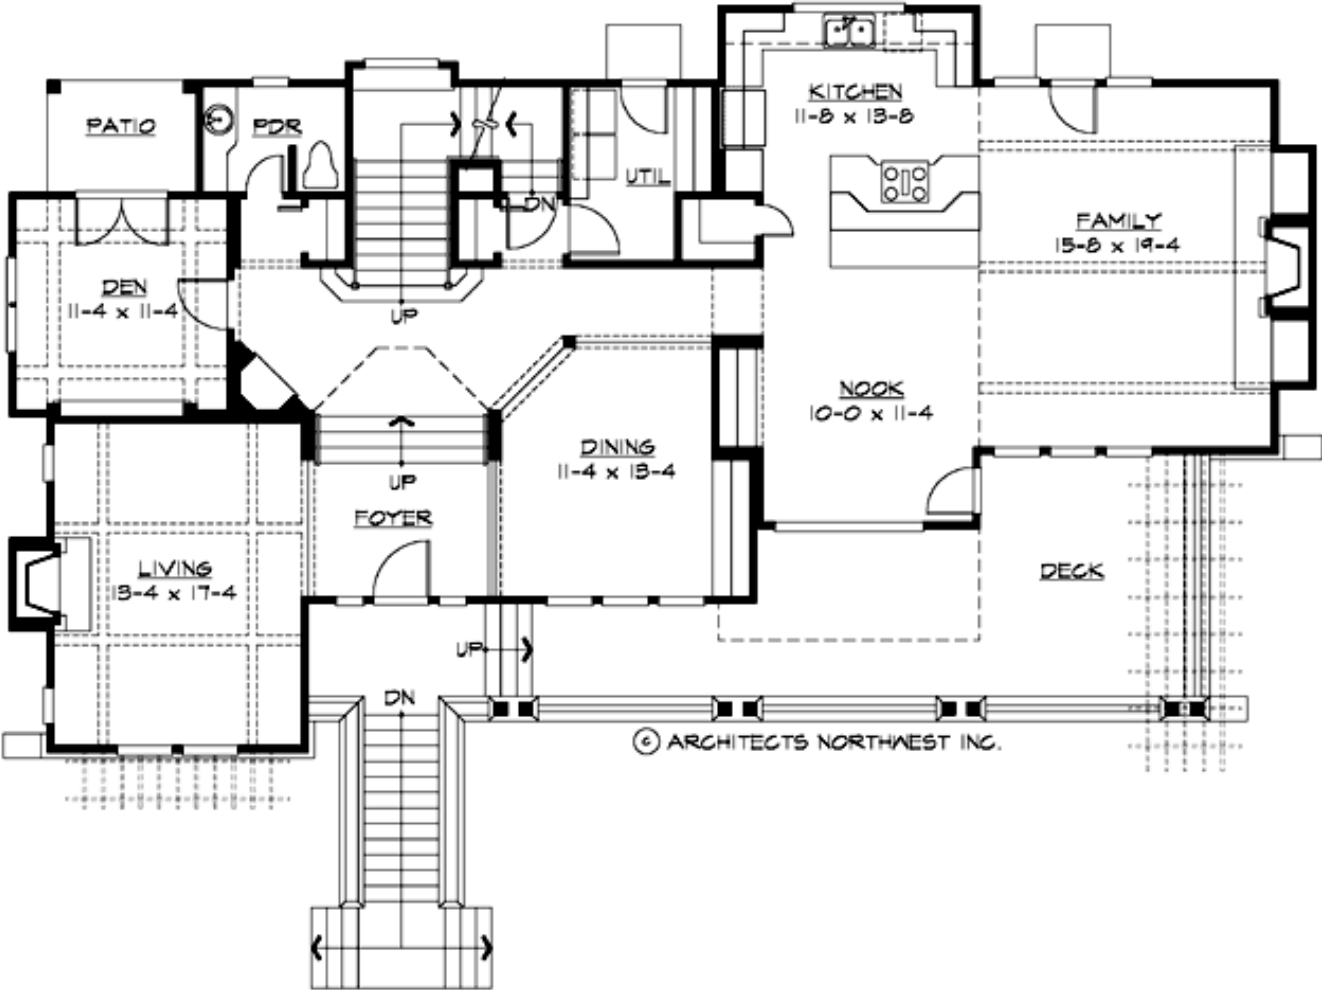 KITCHEN
11-8 x 13-8
PATIO
PDR
UTIL
DN
FAMILY
15-8 x 19-4
DEN
11-4 x 11-4
UP
NOOK
10-0 x 11-4
DINING
11-4 x 13-4
UP
FOYER
LIVING
13-4 x 17-4
DECK
UP
DN
© ARCHITECTS NORTHWEST INC.